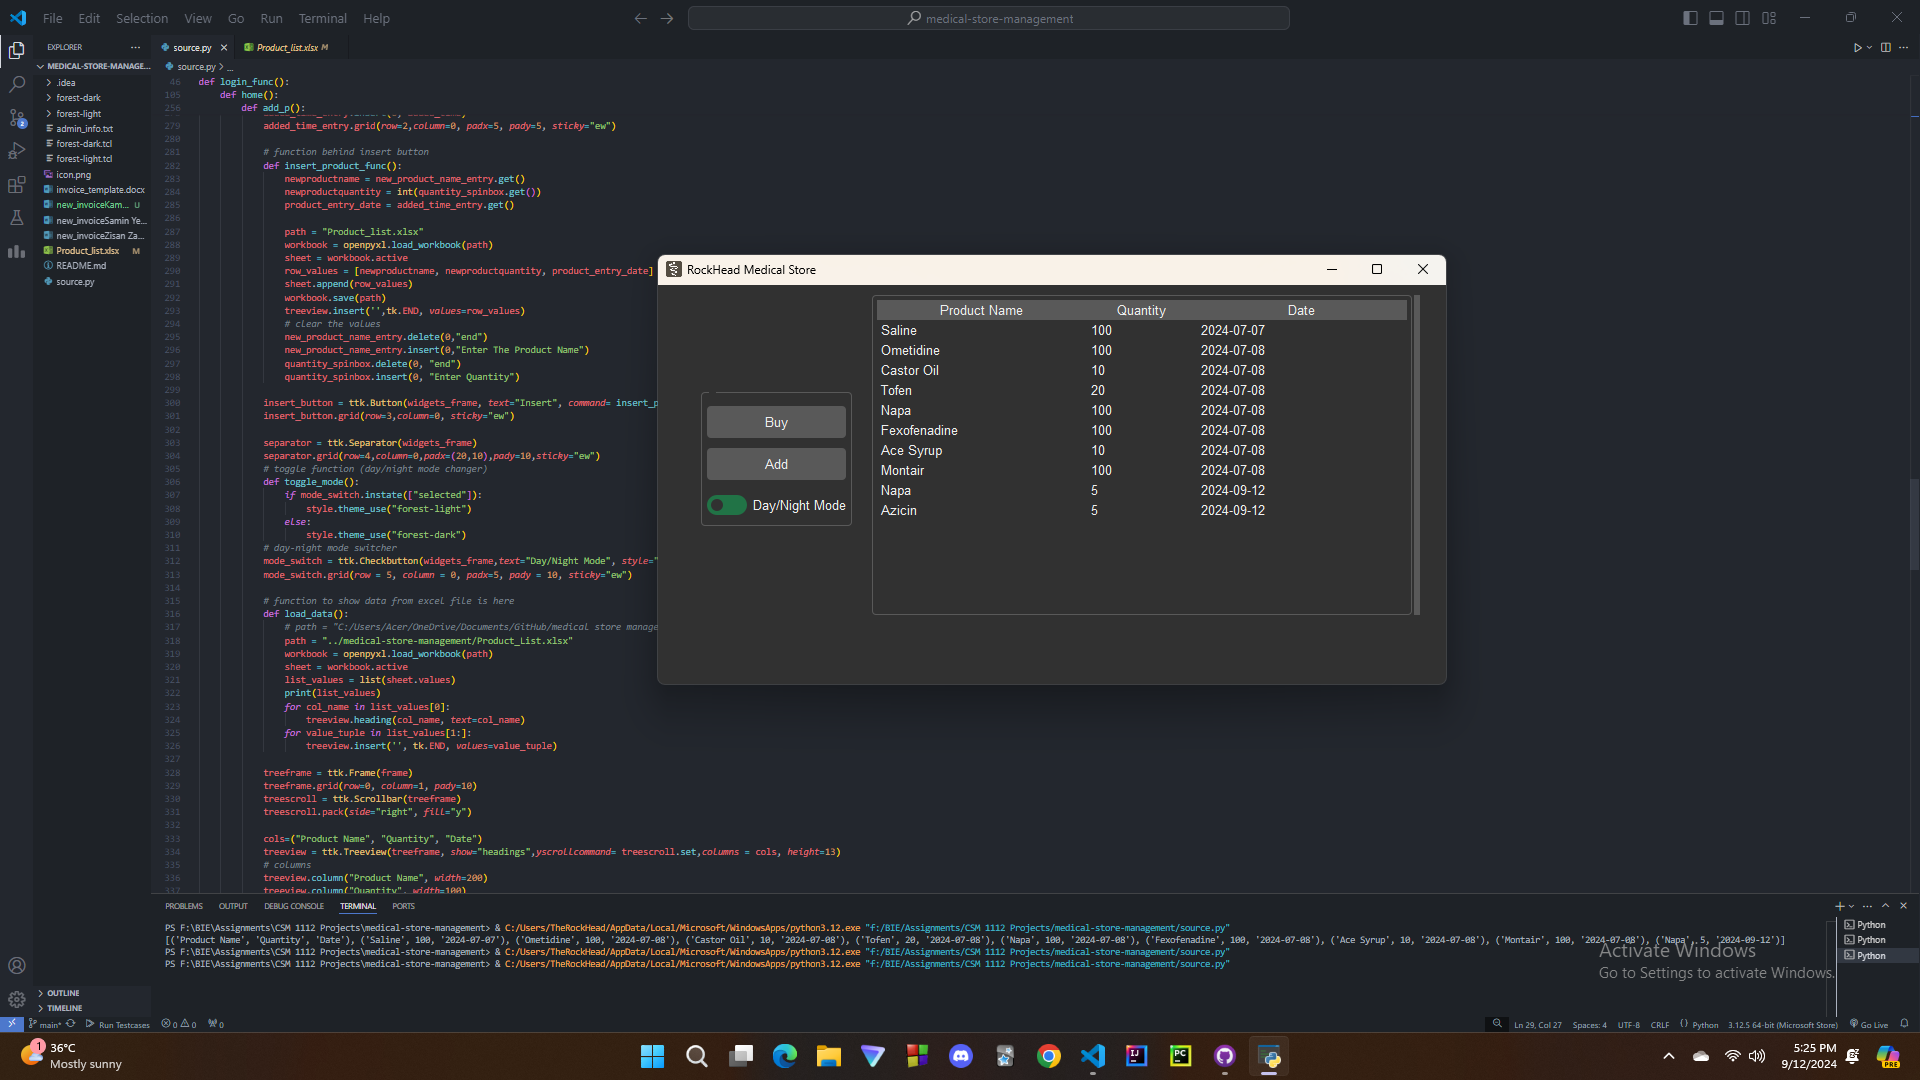 File Edit Selection View Go Run Terminal Help
medical-store-management
EXPLORER
source.py
Product_list.xlsx M
MEDICAL-STORE-MANAGE...
source.py > ...
.idea
forest-dark
forest-light
admin_info.txt
forest-dark.tcl
forest-light.tcl
icon.png
invoice_template.docx
new_invoiceKam... U
new_invoiceSamin Ye...
new_invoiceZisan Za...
Product_list.xlsx M
README.md
source.py
46 def login_func():
105 def home():
256 def add_p():
279 added_time_entry.grid(row=2,column=0, padx=5, pady=5, sticky="ew")
280
281 # function behind insert button
282 def insert_product_func():
283 newproductname = new_product_name_entry.get()
284 newproductquantity = int(quantity_spinbox.get())
285 product_entry_date = added_time_entry.get()
286
287 path = "Product_list.xlsx"
288 workbook = openpyxl.load_workbook(path)
289 sheet = workbook.active
290 row_values = [newproductname, newproductquantity, product_entry_date]
291 sheet.append(row_values)
292 workbook.save(path)
293 treeview.insert('',tk.END, values=row_values)
294 # clear the values
295 new_product_name_entry.delete(0,"end")
296 new_product_name_entry.insert(0,"Enter The Product Name")
297 quantity_spinbox.delete(0, "end")
298 quantity_spinbox.insert(0, "Enter Quantity")
299
300 insert_button = ttk.Button(widgets_frame, text="Insert", command= insert_p
301 insert_button.grid(row=3,column=0, sticky="ew")
302
303 separator = ttk.Separator(widgets_frame)
304 separator.grid(row=4,column=0,padx=(20,10),pady=10,sticky="ew")
305 # toggle function (day/night mode changer)
306 def toggle_mode():
307 if mode_switch.instate(["selected"]):
308 style.theme_use("forest-light")
309 else:
310 style.theme_use("forest-dark")
311 # day-night mode switcher
312 mode_switch = ttk.Checkbutton(widgets_frame,text="Day/Night Mode", style="
313 mode_switch.grid(row = 5, column = 0, padx=5, pady = 10, sticky="ew")
314
315 # function to show data from excel file is here
316 def load_data():
317 # path = "C:/Users/Acer/OneDrive/Documents/GitHub/medical store manage
318 path = "../medical-store-management/Product_List.xlsx"
319 workbook = openpyxl.load_workbook(path)
320 sheet = workbook.active
321 list_values = list(sheet.values)
322 print(list_values)
323 for col_name in list_values[0]:
324 treeview.heading(col_name, text=col_name)
325 for value_tuple in list_values[1:]:
326 treeview.insert('', tk.END, values=value_tuple)
327
328 treeframe = ttk.Frame(frame)
329 treeframe.grid(row=0, column=1, pady=10)
330 treescroll = ttk.Scrollbar(treeframe)
331 treescroll.pack(side="right", fill="y")
332
333 cols=("Product Name", "Quantity", "Date")
334 treeview = ttk.Treeview(treeframe, show="headings",yscrollcommand= treescroll.set,columns = cols, height=13)
335 # columns
336 treeview.column("Product Name", width=200)
337 treeview.column("Quantity", width=100)
RockHead Medical Store
Buy
Add
Day/Night Mode
Product Name Quantity Date
Saline 100 2024-07-07
Ometidine 100 2024-07-08
Castor Oil 10 2024-07-08
Tofen 20 2024-07-08
Napa 100 2024-07-08
Fexofenadine 100 2024-07-08
Ace Syrup 10 2024-07-08
Montair 100 2024-07-08
Napa 5 2024-09-12
Azicin 5 2024-09-12
PROBLEMS OUTPUT DEBUG CONSOLE TERMINAL PORTS
PS F:\BIE\Assignments\CSM 1112 Projects\medical-store-management> & C:/Users/TheRockHead/AppData/Local/Microsoft/WindowsApps/python3.12.exe "f:/BIE/Assignments/CSM 1112 Projects/medical-store-management/source.py"
[('Product Name', 'Quantity', 'Date'), ('Saline', 100, '2024-07-07'), ('Ometidine', 100, '2024-07-08'), ('Castor Oil', 10, '2024-07-08'), ('Tofen', 20, '2024-07-08'), ('Napa', 100, '2024-07-08'), ('Fexofenadine', 100, '2024-07-08'), ('Ace Syrup', 10, '2024-07-08'), ('Montair', 100, '2024-07-08'), ('Napa', 5, '2024-09-12')]
PS F:\BIE\Assignments\CSM 1112 Projects\medical-store-management> & C:/Users/TheRockHead/AppData/Local/Microsoft/WindowsApps/python3.12.exe "f:/BIE/Assignments/CSM 1112 Projects/medical-store-management/source.py"
PS F:\BIE\Assignments\CSM 1112 Projects\medical-store-management> & C:/Users/TheRockHead/AppData/Local/Microsoft/WindowsApps/python3.12.exe "f:/BIE/Assignments/CSM 1112 Projects/medical-store-management/source.py"
Python
Python
Python
Activate Windows
Go to Settings to activate Windows.
OUTLINE
TIMELINE
main* Run Testcases 0 0 0
Ln 29, Col 27 Spaces: 4 UTF-8 CRLF Python 3.12.5 64-bit (Microsoft Store) Go Live
1
36°C
Mostly sunny
5:25 PM
9/12/2024